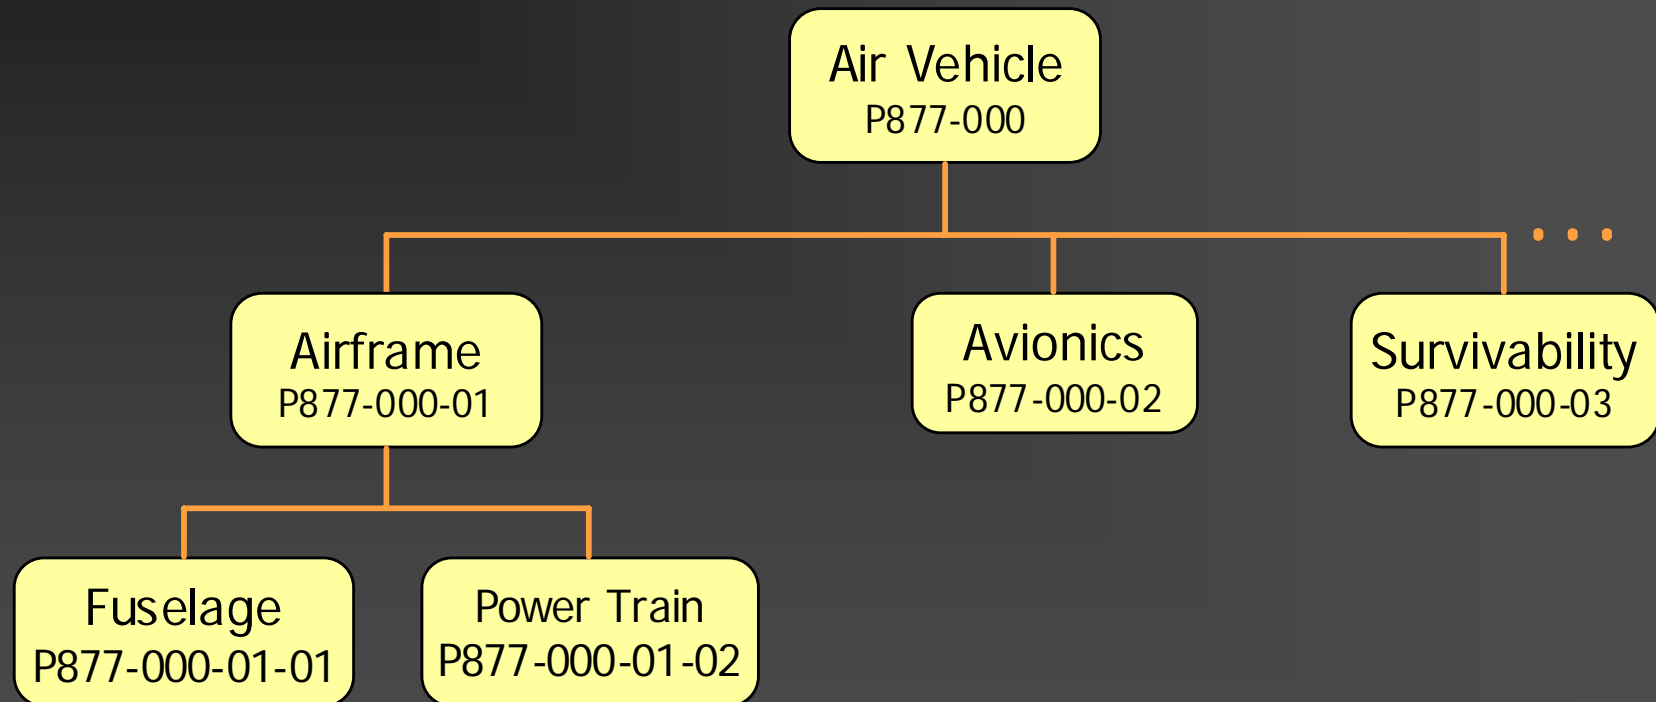 Air Vehicle
P877-000
Airframe
P877-000-01
Avionics
P877-000-02
Survivability
P877-000-03
Fuselage
P877-000-01-01
Power Train
P877-000-01-02